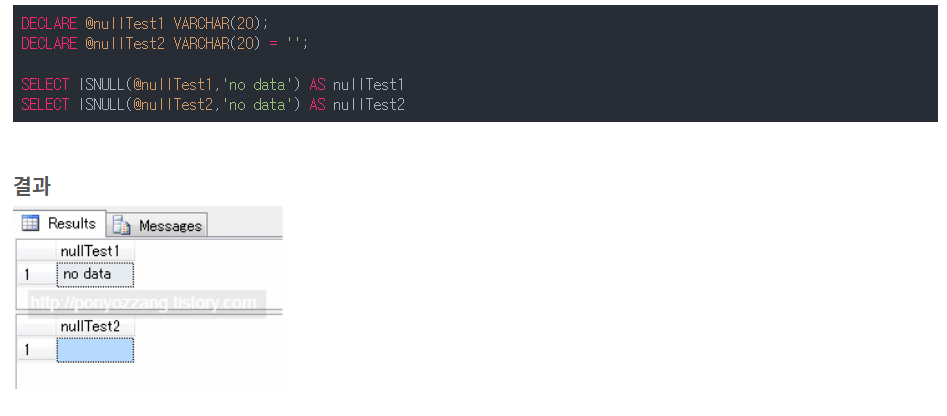 DECLARE @nullTest1 VARCHAR(20);
DECLARE @nullTest2 VARCHAR(20) = '';
SELECT ISNULL(@nullTest1,'no data') AS nullTest1
SELECT ISNULL(@nullTest2,'no data') AS nullTest2
결과
Results Messages
nullTest1
1 no data
http://ponyozzang.tistory.com
nullTest2
1